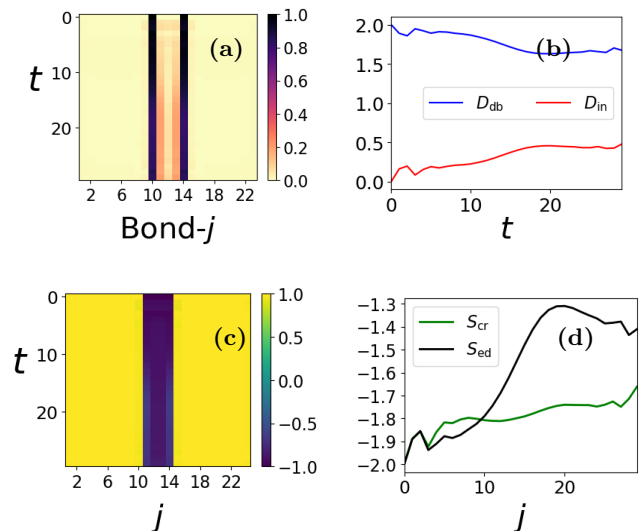 0
10
20
t
2 6 10 14 18 22
Bond-j
(a)
1.0
0.8
0.6
0.4
0.2
0.0
2.0
1.5
1.0
0.5
0.0
(b)
D_db D_in
0 10 20
t
0
10
20
t
2 6 10 14 18 22
j
(c)
1.0
0.5
0.0
−0.5
−1.0
−1.3
−1.4
−1.5
−1.6
−1.7
−1.8
−1.9
−2.0
S_cr
S_ed
(d)
0 10 20
j